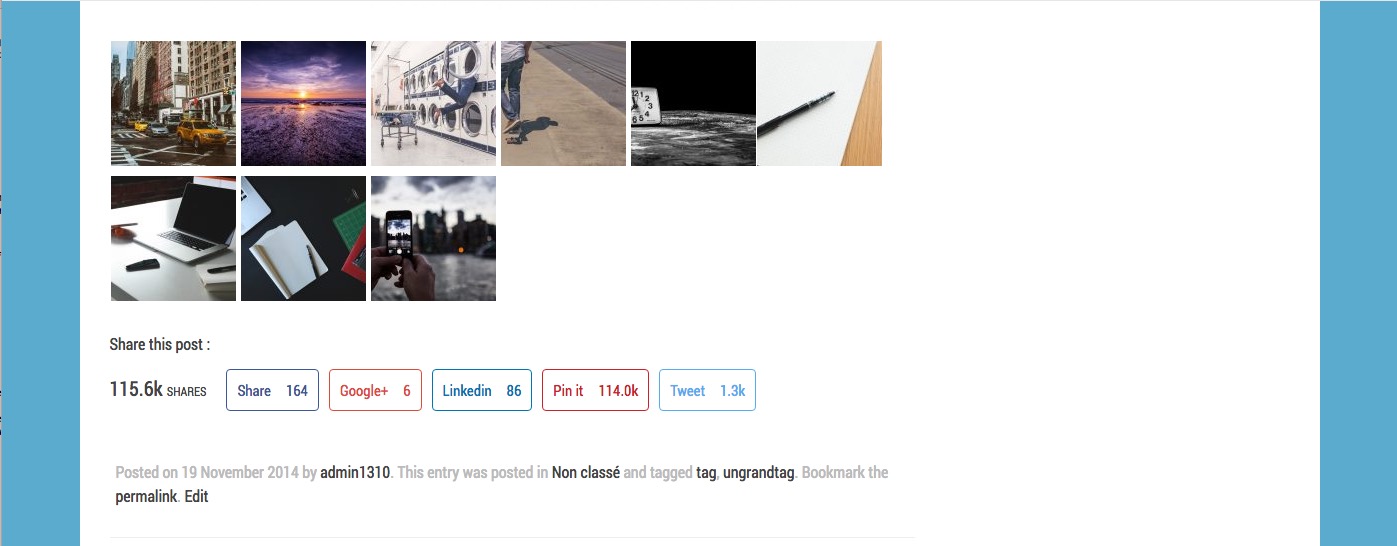 Share this post :
115.6k SHARES Share 164 Google+ 6 Linkedin 86 Pin it 114.0k Tweet 1.3k
Posted on 19 November 2014 by admin1310. This entry was posted in Non classé and tagged tag, ungrandtag. Bookmark the
permalink. Edit